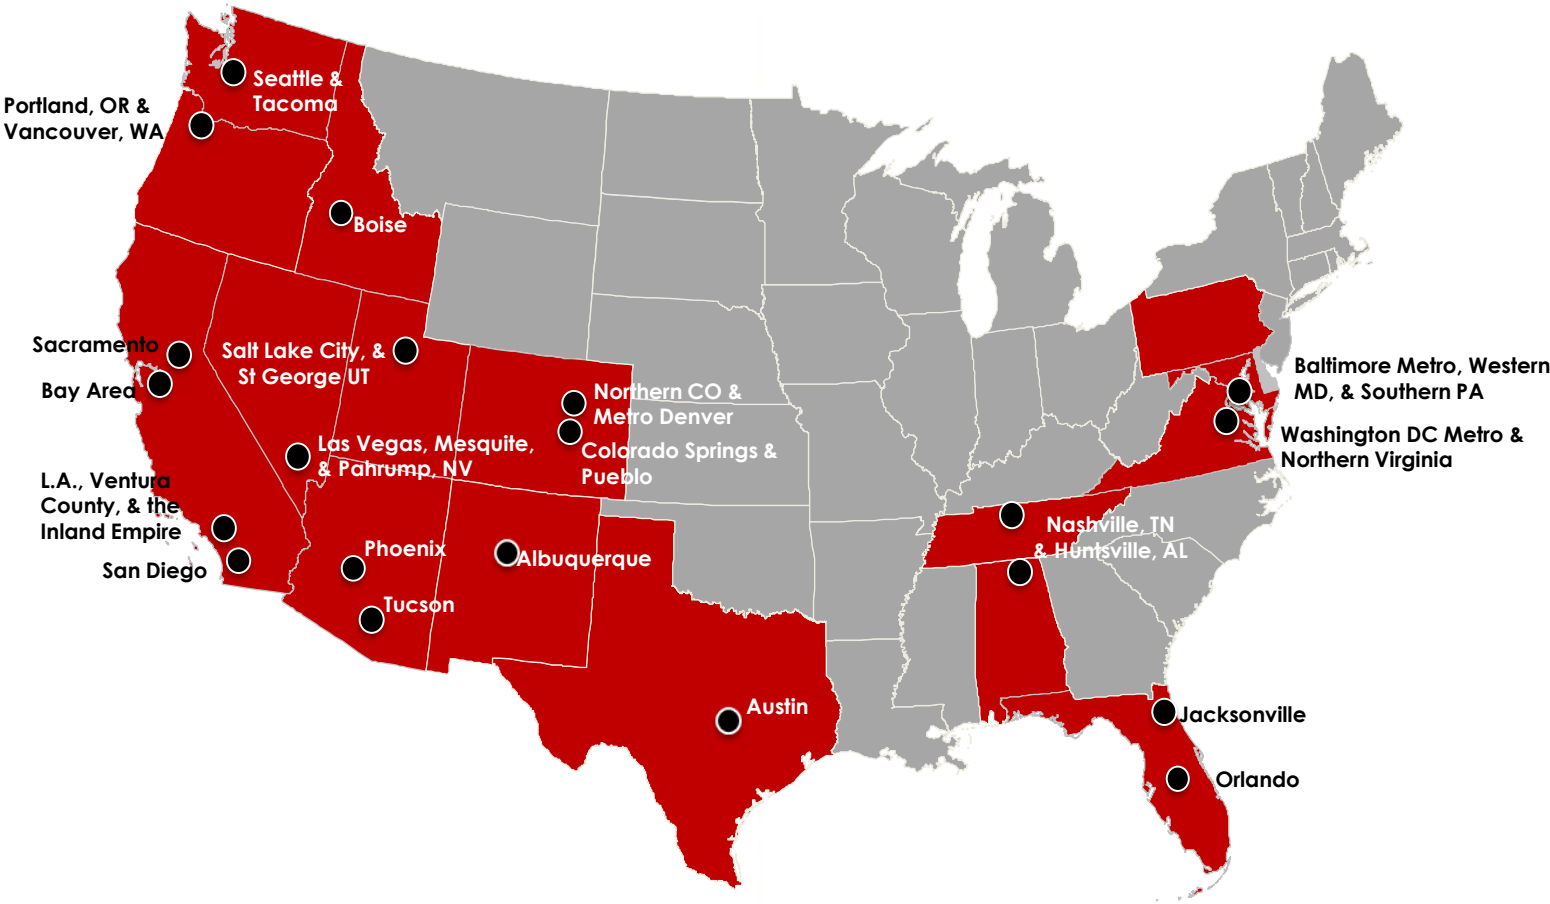 Seattle &
Tacoma
Portland, OR &
Vancouver, WA
Boise
Sacramento
Bay Area
Salt Lake City, &
St George UT
Northern CO &
Metro Denver
Colorado Springs &
Pueblo
Las Vegas, Mesquite,
& Pahrump, NV
L.A., Ventura
County, & the
Inland Empire
San Diego
Phoenix
Tucson
Albuquerque
Austin
Nashville, TN
& Huntsville, AL
Baltimore Metro, Western
MD, & Southern PA
Washington DC Metro &
Northern Virginia
Jacksonville
Orlando